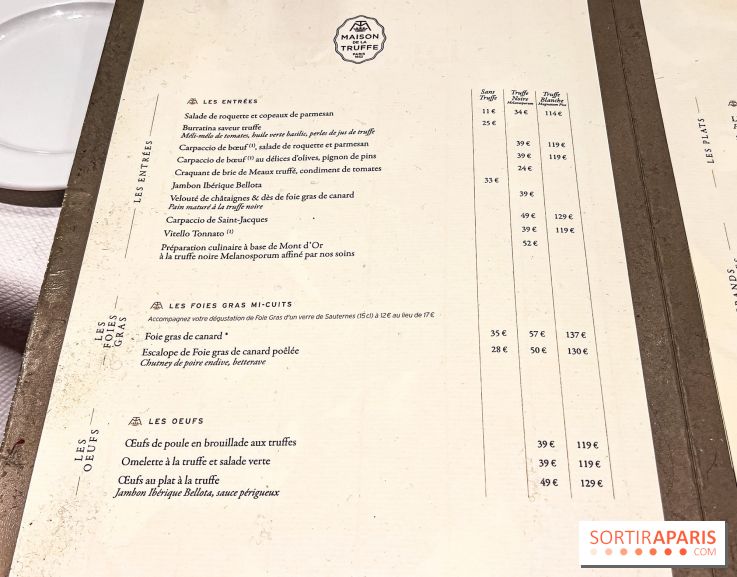 MAISON
DE LA
TRUFFE
PARIS
1932
Sans Truffe
Truffe Noire Melanosporum
Truffe Blanche Magnatum Pico
LES ENTRÉES
LES ENTRÉES
Salade de roquette et copeaux de parmesan 11 € 34 € 114 €
Burratina saveur truffe 25 €
Méli-mélo de tomates, huile verte basilic, perles de jus de truffe
Carpaccio de bœuf (1), salade de roquette et parmesan 39 € 119 €
Carpaccio de bœuf (1) au délices d'olives, pignon de pins 39 € 119 €
Craquant de brie de Meaux truffé, condiment de tomates 24 €
Jambon Ibérique Bellota 33 €
Velouté de châtaignes & dès de foie gras de canard 39 €
Pain maturé à la truffe noire
Carpaccio de Saint-Jacques 49 € 129 €
Vitello Tonnato (1) 39 € 119 €
Préparation culinaire à base de Mont d'Or 52 €
à la truffe noire Melanosporum affiné par nos soins
LES FOIES GRAS
LES FOIES GRAS MI-CUITS
Accompagnez votre dégustation de Foie Gras d'un verre de Sauternes (15cl) à 12€ au lieu de 17€
Foie gras de canard * 35 € 57 € 137 €
Escalope de Foie gras de canard poêlée 28 € 50 € 130 €
Chutney de poire endive, betterave
LES OEUFS
LES OEUFS
Œufs de poule en brouillade aux truffes 39 € 119 €
Omelette à la truffe et salade verte 39 € 119 €
Œufs au plat à la truffe 49 € 129 €
Jambon Ibérique Bellota, sauce périgueux
LES PLATS
SORTIRAPARIS
.COM